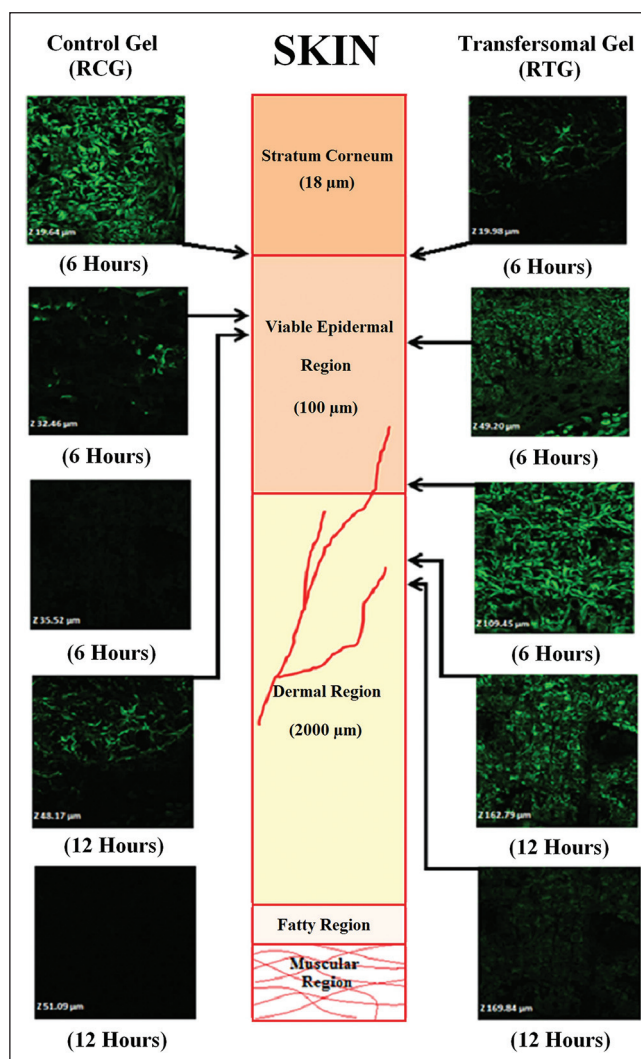 Control Gel
(RCG)
SKIN
Transfersomal Gel
(RTG)
Z 19.64 µm
(6 Hours)
Z 32.46 µm
(6 Hours)
Z 35.52 µm
(6 Hours)
Z 48.17 µm
(12 Hours)
Z 51.09 µm
(12 Hours)
Stratum Corneum
(18 µm)
Viable Epidermal
Region
(100 µm)
Dermal Region
(2000 µm)
Fatty Region
Muscular
Region
Z 19.98 µm
(6 Hours)
Z 49.20 µm
(6 Hours)
Z 109.45 µm
(6 Hours)
Z 162.79 µm
(12 Hours)
Z 169.84 µm
(12 Hours)